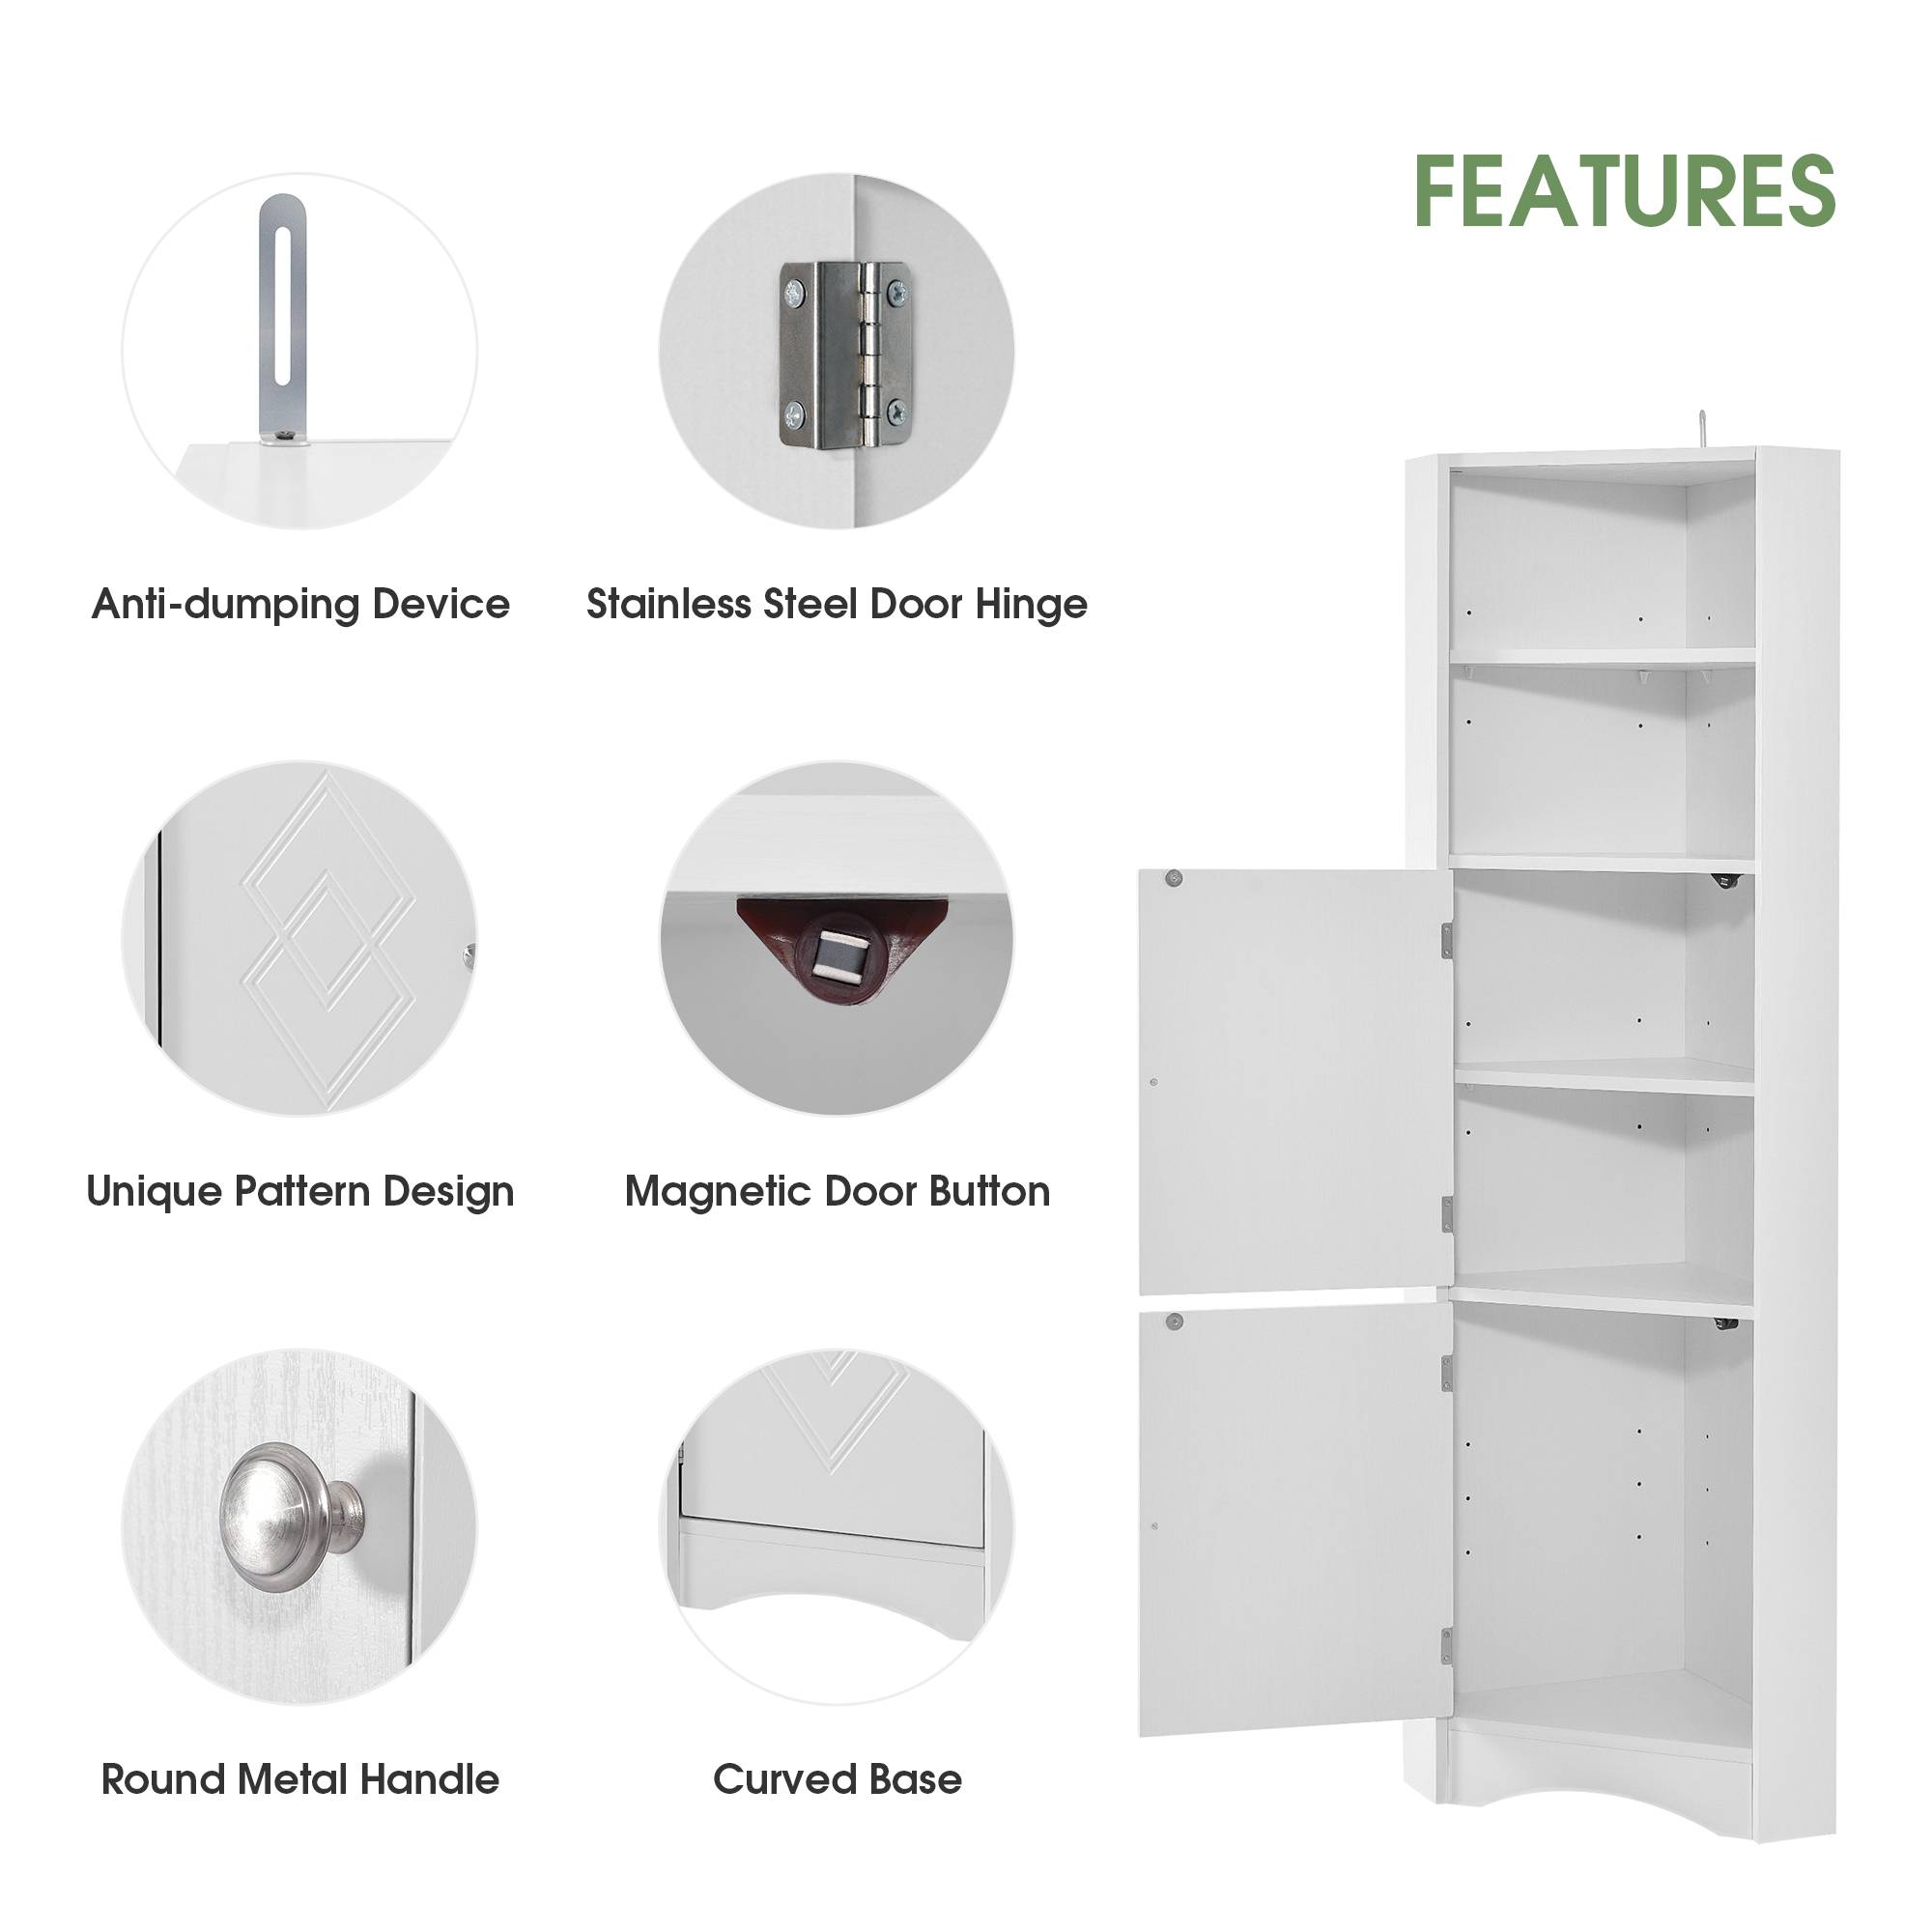 FEATURES
Anti-dumping Device
Stainless Steel Door Hinge
Unique Pattern Design
Magnetic Door Button
Round Metal Handle
Curved Base